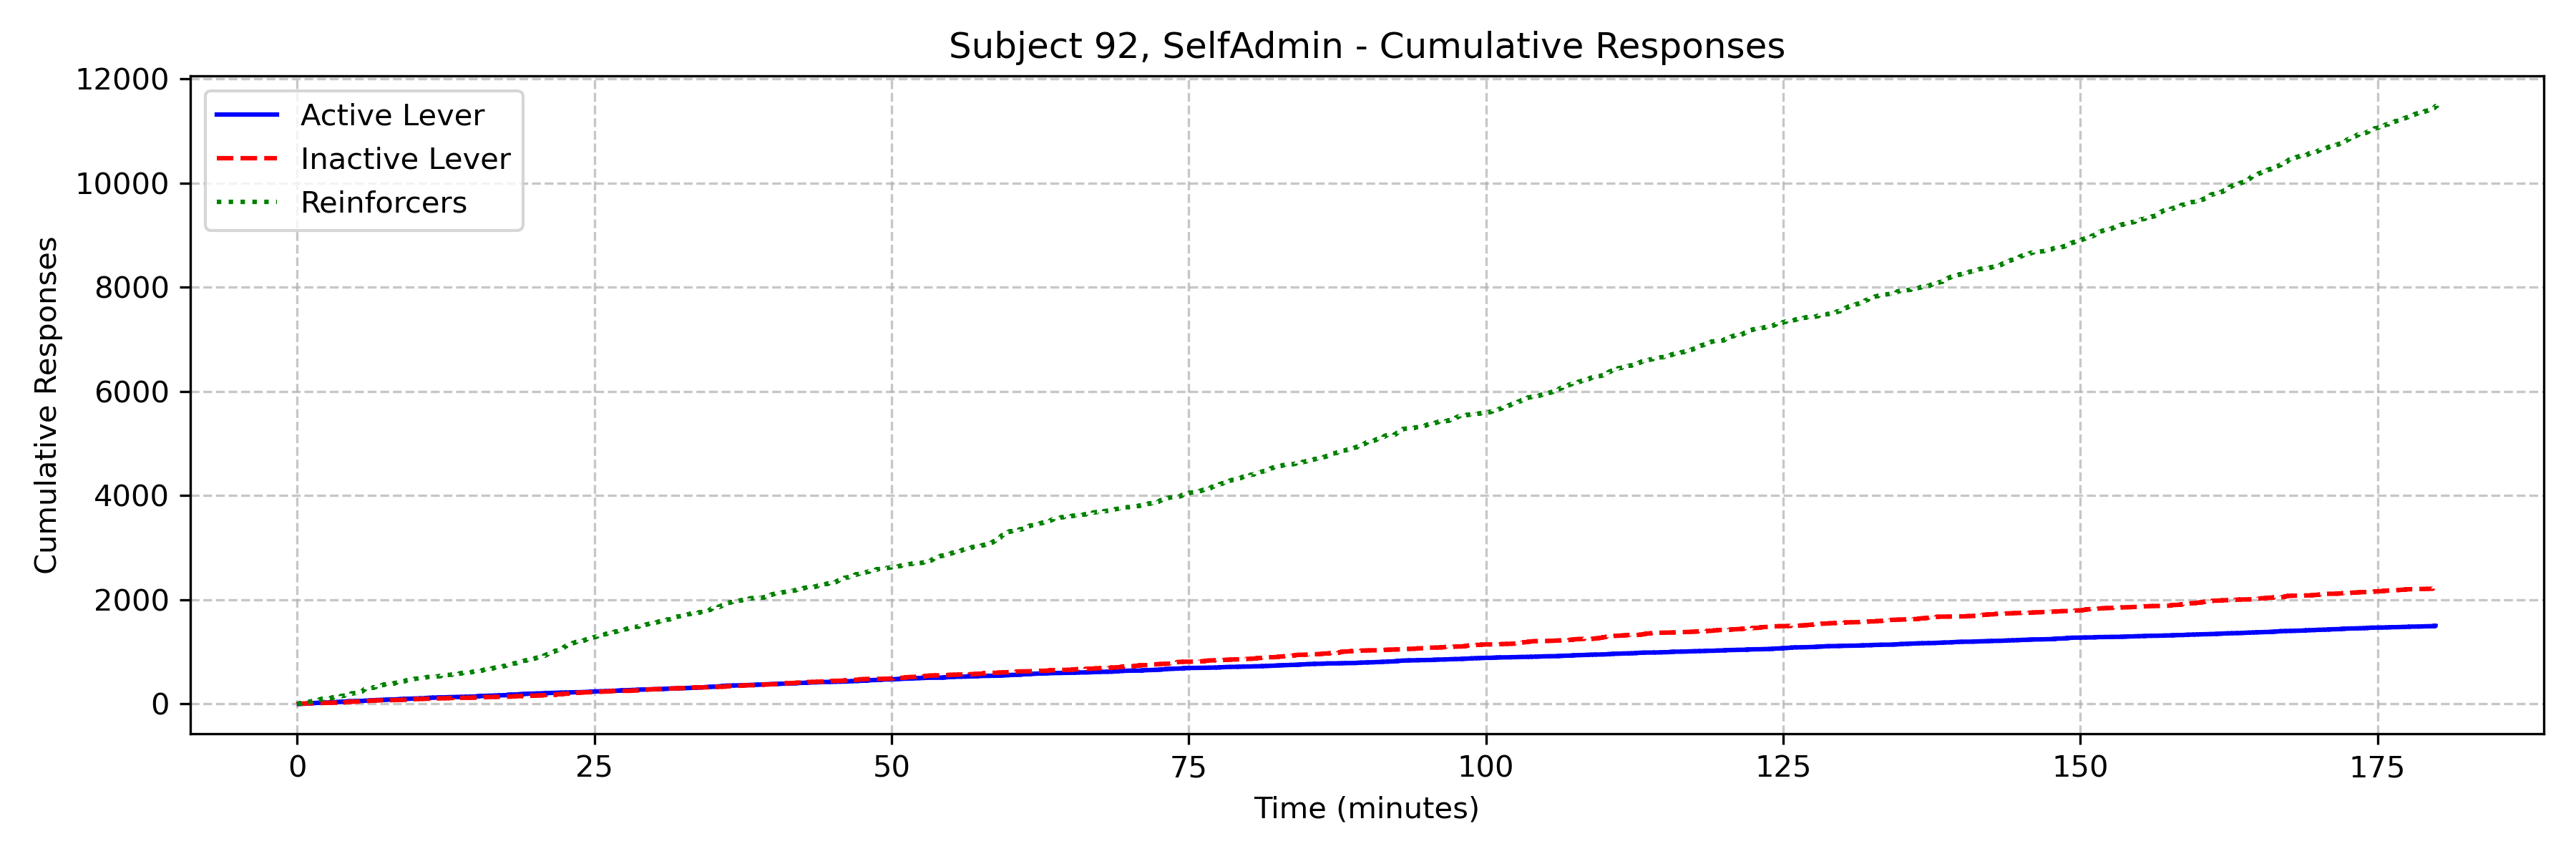 Subject 92, SelfAdmin - Cumulative Responses
12000
10000
8000
6000
4000
2000
0
Cumulative Responses
Active Lever
Inactive Lever
Reinforcers
0 25 50 75 100 125 150 175
Time (minutes)